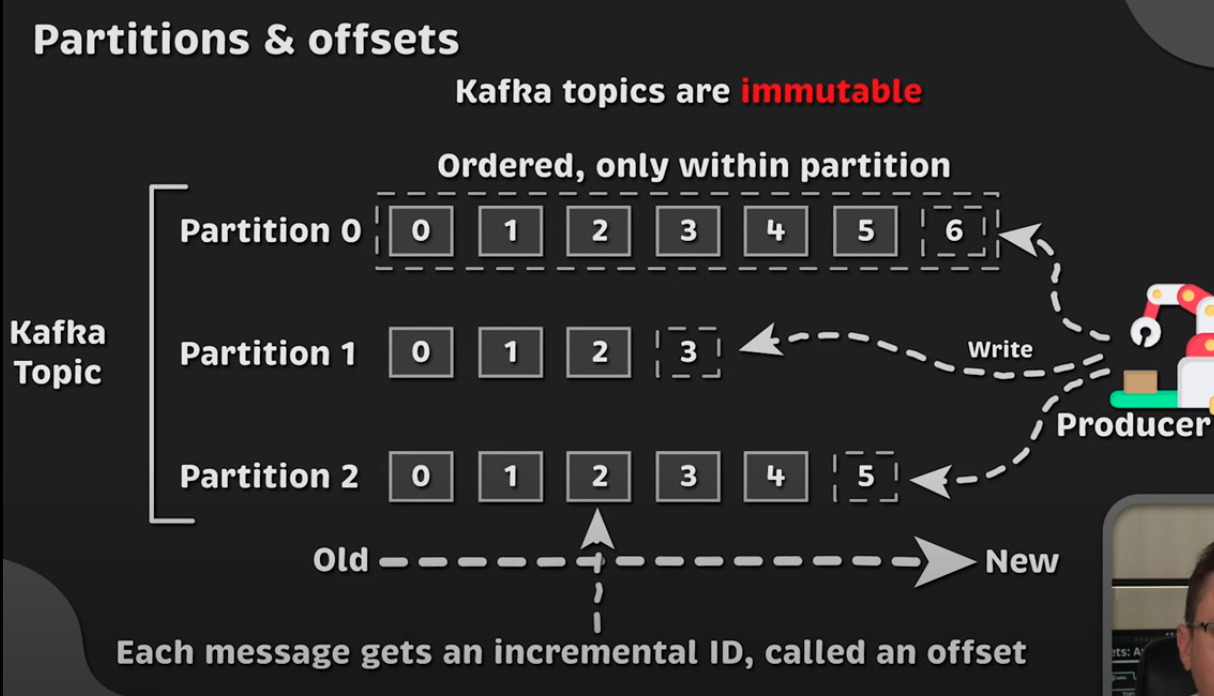 Partitions & offsets
Kafka topics are immutable
Ordered, only within partition
Partition 0 0 1 2 3 4 5 6
Kafka
Topic
Partition 1 0 1 2 3
Write
Producer
Partition 2 0 1 2 3 4 5
Old New
Each message gets an incremental ID, called an offset